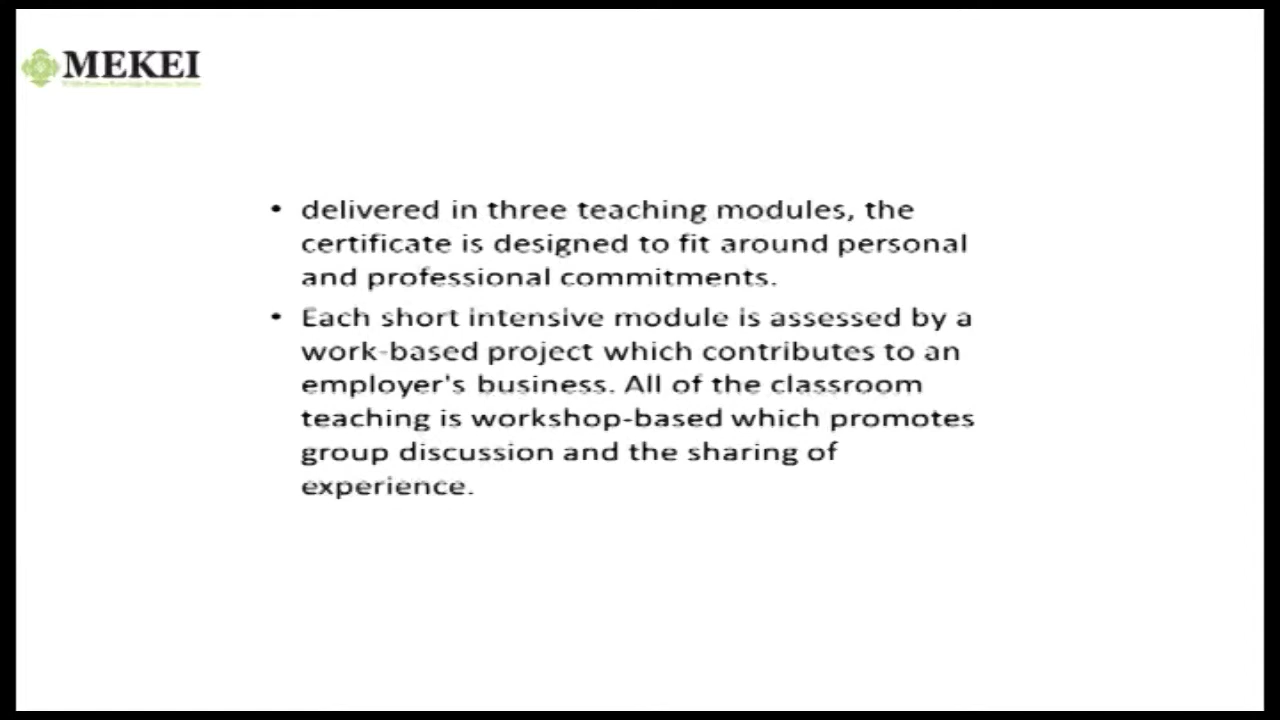 MEKEI
• delivered in three teaching modules, the
certificate is designed to fit around personal
and professional commitments.
• Each short intensive module is assessed by a
work-based project which contributes to an
employer's business. All of the classroom
teaching is workshop-based which promotes
group discussion and the sharing of
experience.